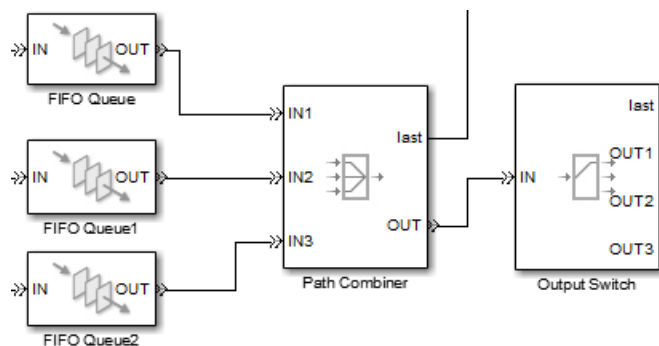 IN OUT
FIFO Queue
IN OUT
FIFO Queue1
IN OUT
FIFO Queue2
IN1
last
IN2
OUT
IN3
Path Combiner
last
OUT1
IN
OUT2
OUT3
Output Switch